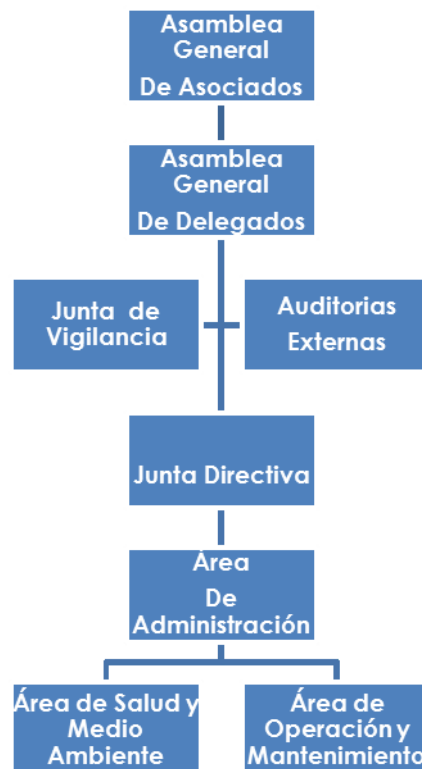 Asamblea
General
De Asociados
Asamblea
General
De Delegados
Junta de
Vigilancia
Auditorias
Externas
Junta Directiva
Área
De
Administración
Área de Salud y
Medio
Ambiente
Área de
Operación y
Mantenimiento